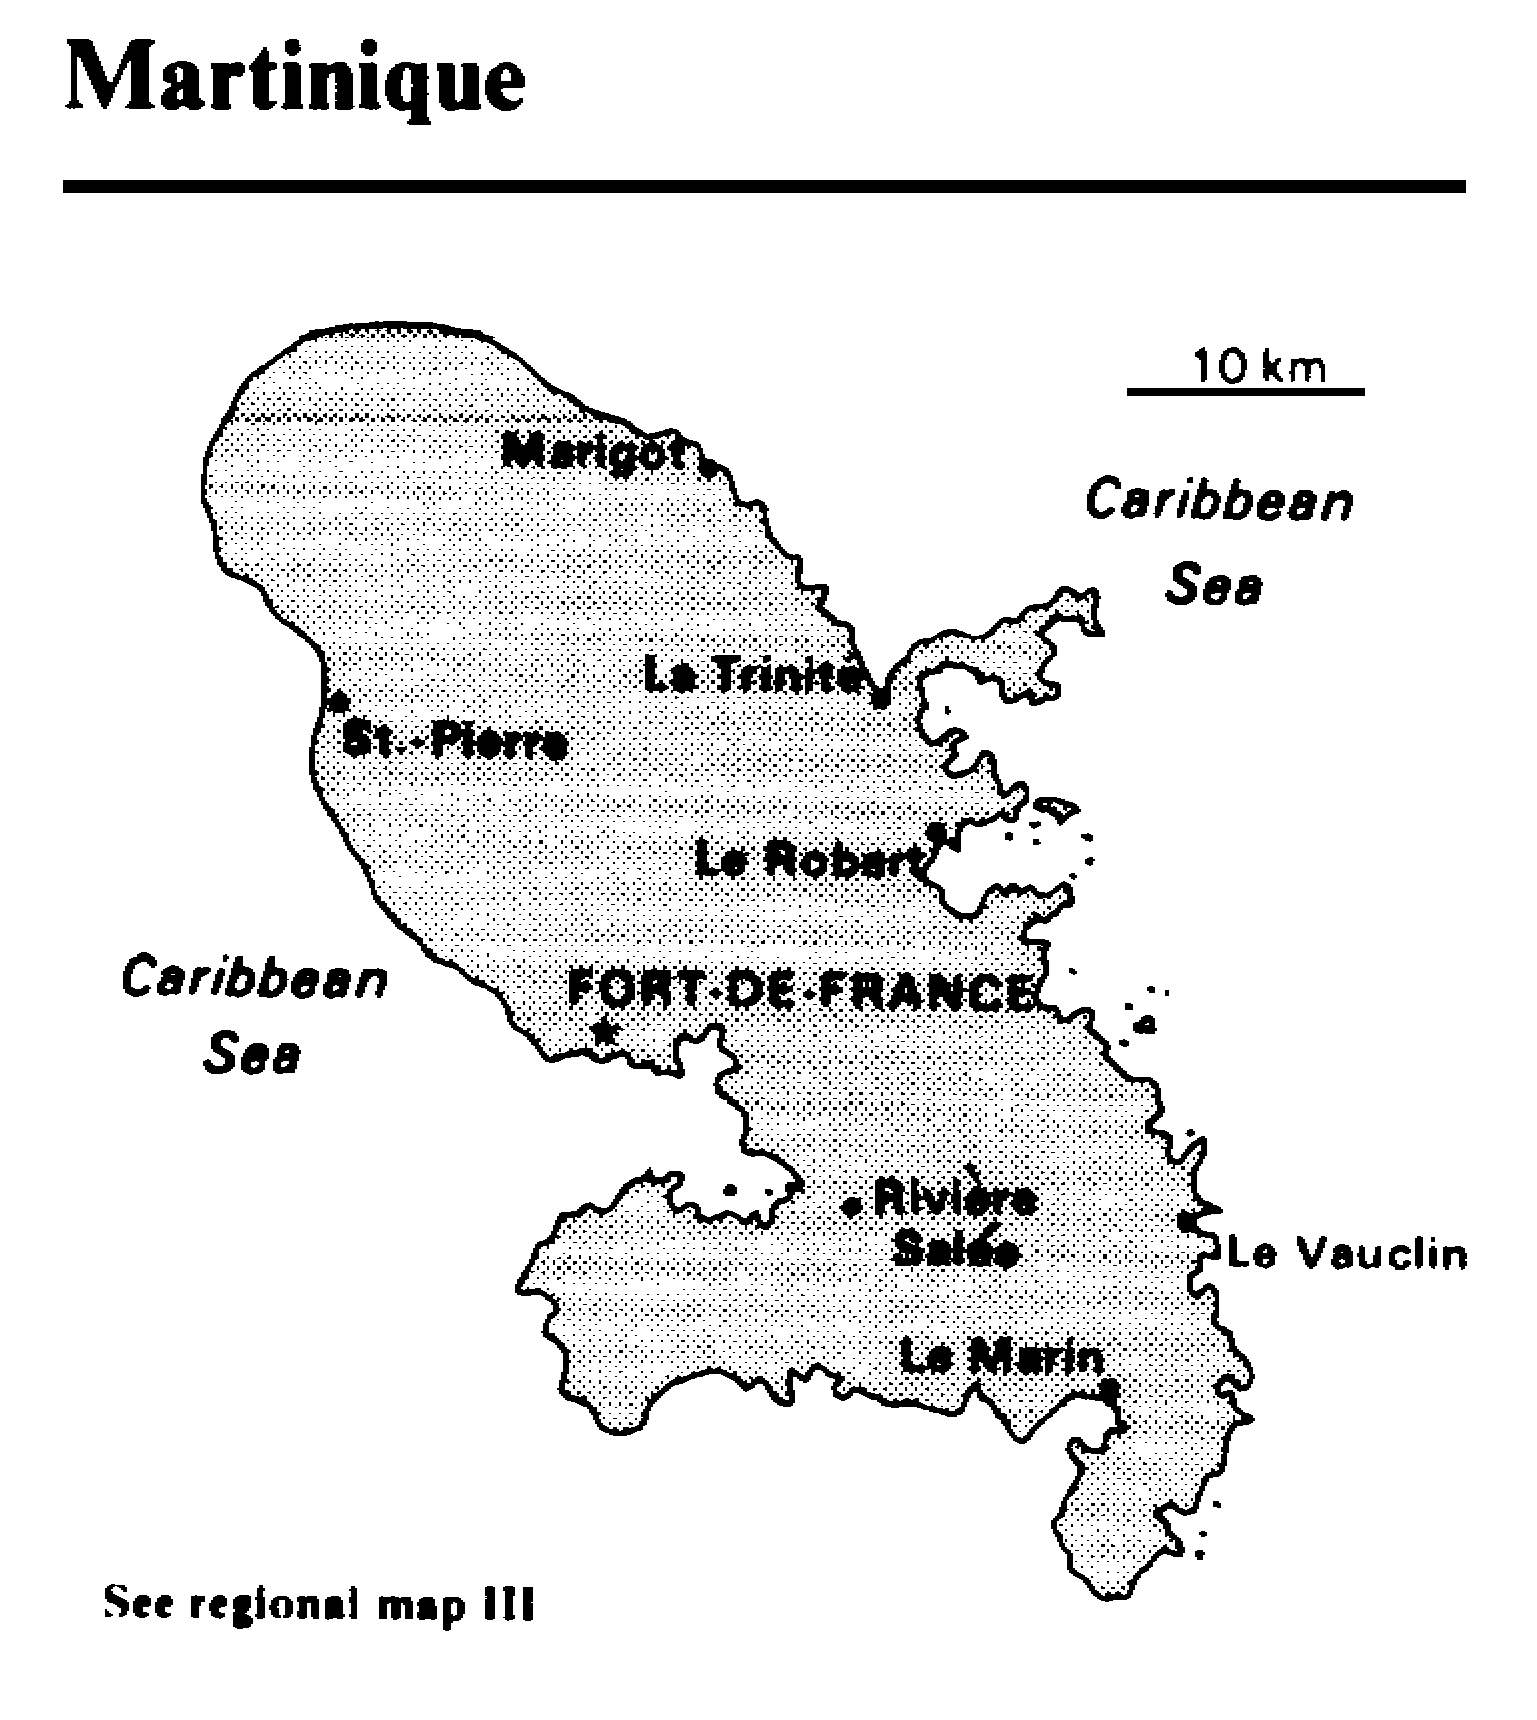 Martinique
10 km
Marigot
Caribbean
Sea
La Trinité
St.-Pierre
Le Robert
Caribbean
Sea
FORT-DE-FRANCE
Rivière
Salée
Le Vauclin
Le Marin
See regional map III